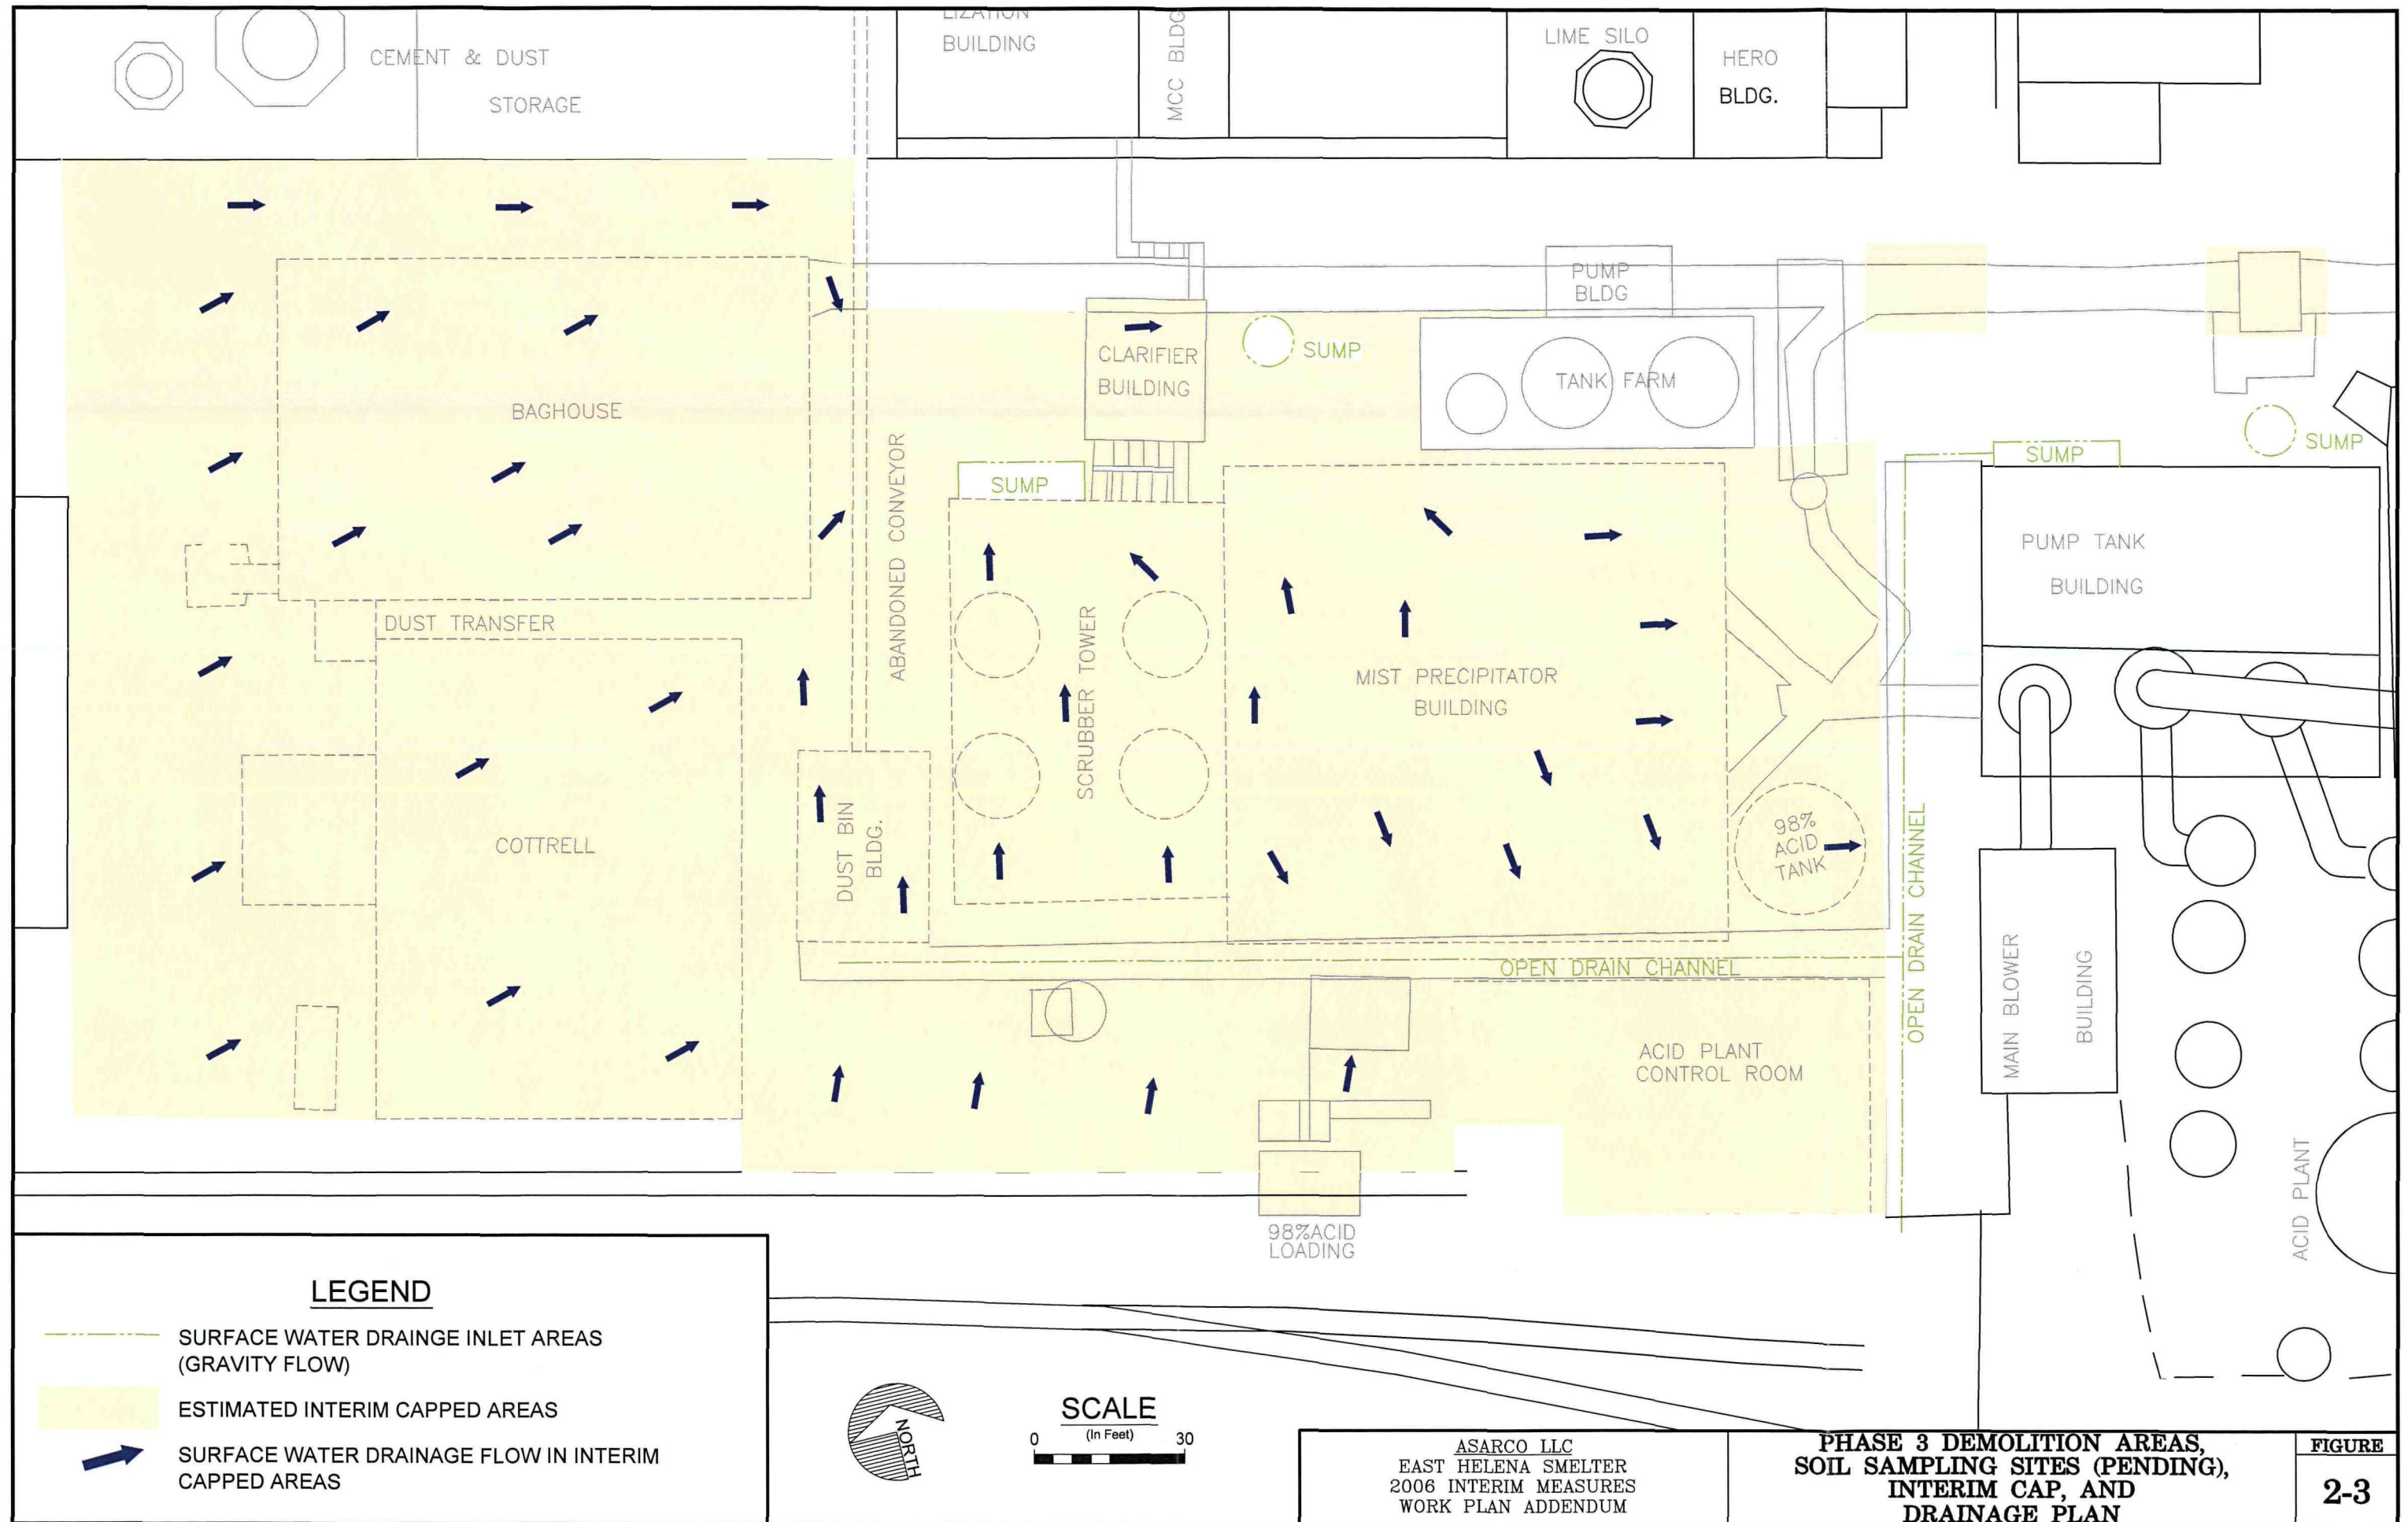 CEMENT & DUST
STORAGE
LIZATION
BUILDING
MCC BLDG
LIME SILO
HERO
BLDG.
PUMP
BLDG
CLARIFIER
BUILDING
SUMP
TANK FARM
BAGHOUSE
ABANDONED CONVEYOR
SUMP
SUMP
SUMP
PUMP TANK
BUILDING
DUST TRANSFER
SCRUBBER TOWER
MIST PRECIPITATOR
BUILDING
COTTRELL
DUST BIN
BLDG.
98%
ACID
TANK
OPEN DRAIN CHANNEL
OPEN DRAIN CHANNEL
MAIN BLOWER
BUILDING
ACID PLANT
CONTROL ROOM
ACID PLANT
98%ACID
LOADING
LEGEND
SURFACE WATER DRAINGE INLET AREAS
(GRAVITY FLOW)
ESTIMATED INTERIM CAPPED AREAS
SURFACE WATER DRAINAGE FLOW IN INTERIM
CAPPED AREAS
NORTH
SCALE
(In Feet)
0 30
ASARCO LLC
EAST HELENA SMELTER
2006 INTERIM MEASURES
WORK PLAN ADDENDUM
PHASE 3 DEMOLITION AREAS,
SOIL SAMPLING SITES (PENDING),
INTERIM CAP, AND
DRAINAGE PLAN
FIGURE
2-3